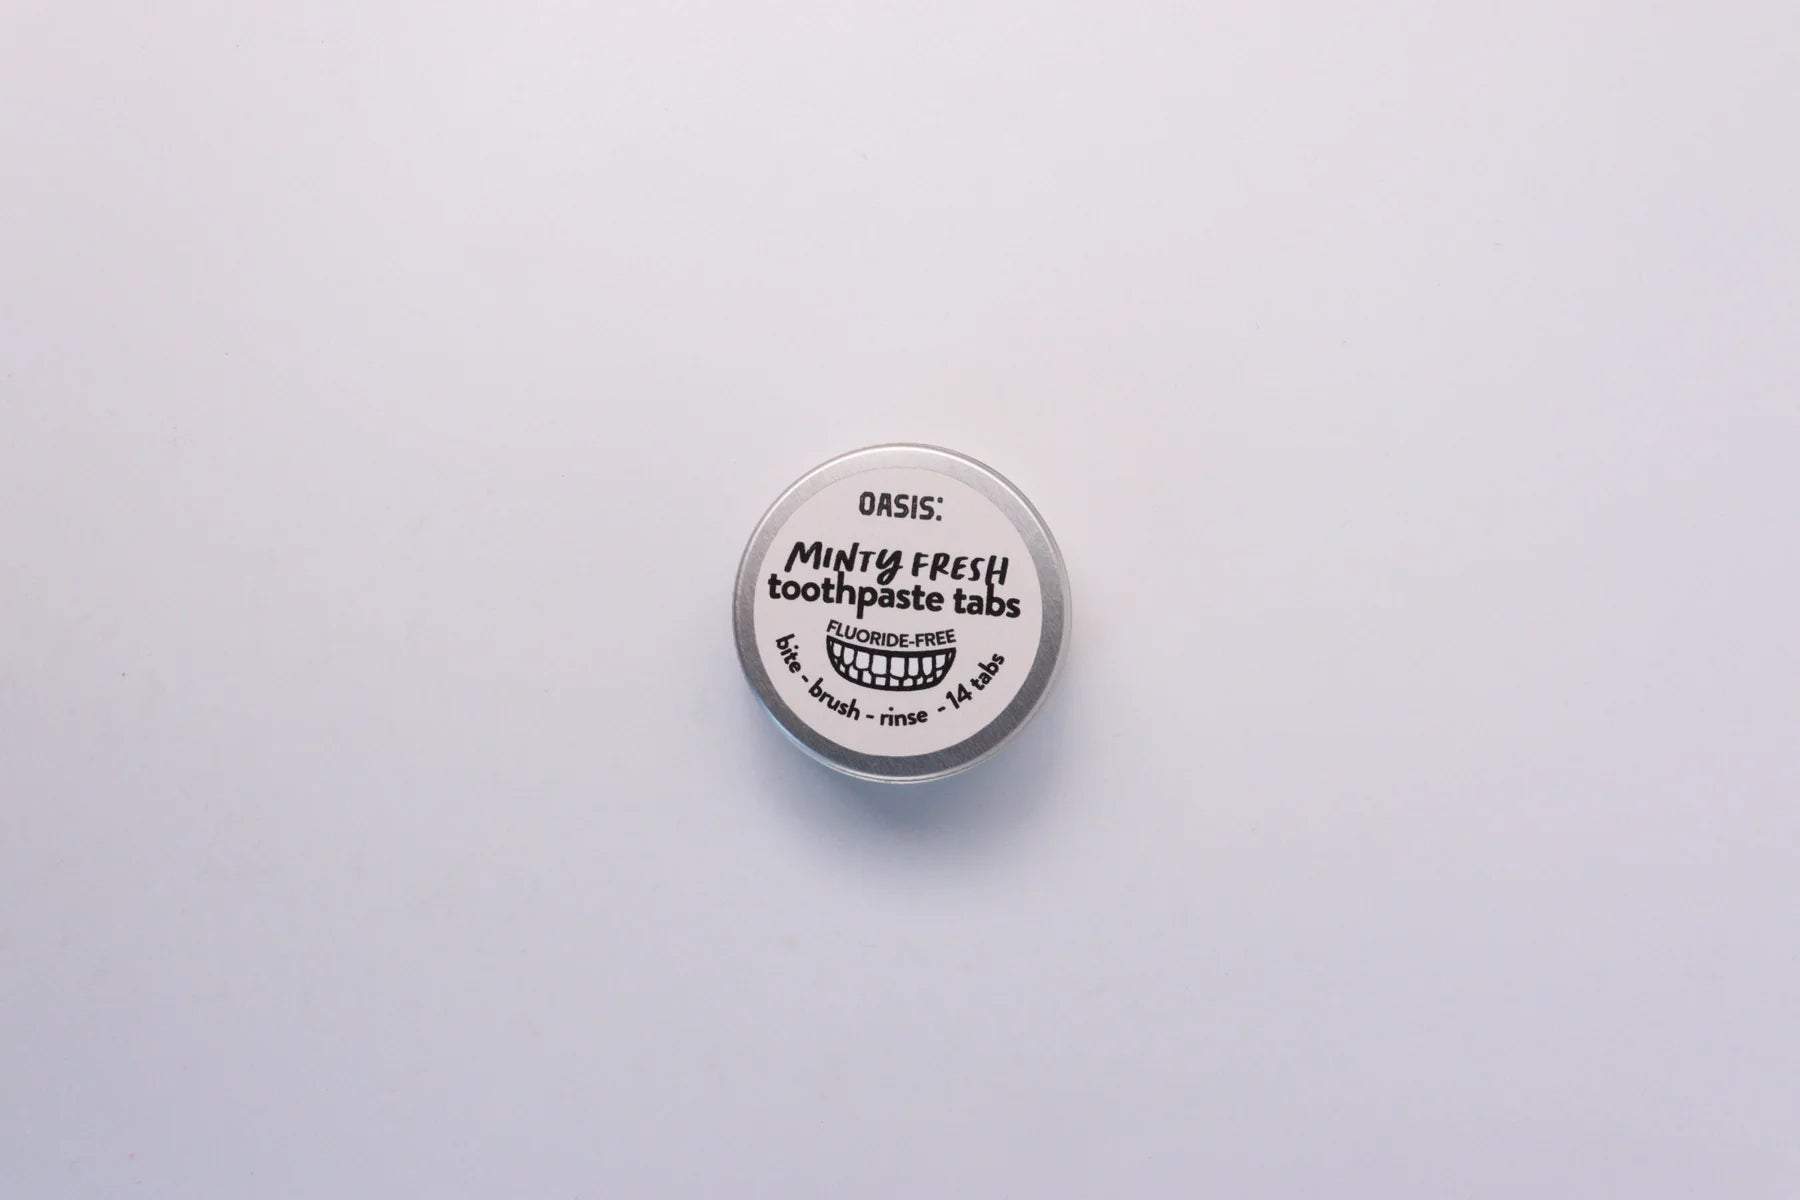 OASIS:
MINTY FRESH
toothpaste tabs
FLUORIDE-FREE
bite - brush - rinse - 14 tabs